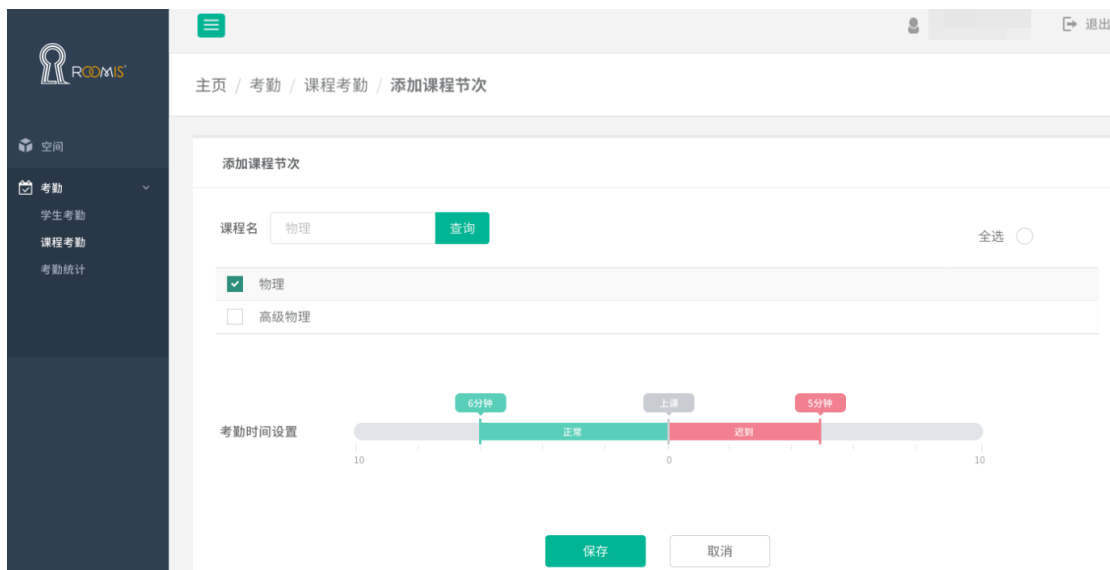 ROOMIS
退出
主页 / 考勤 / 课程考勤 / 添加课程节次
空间
考勤
学生考勤
课程考勤
考勤统计
添加课程节次
课程名 物理 查询
全选
物理
高级物理
6分钟 上课 5分钟
考勤时间设置 正常 迟到
10 0 10
保存 取消